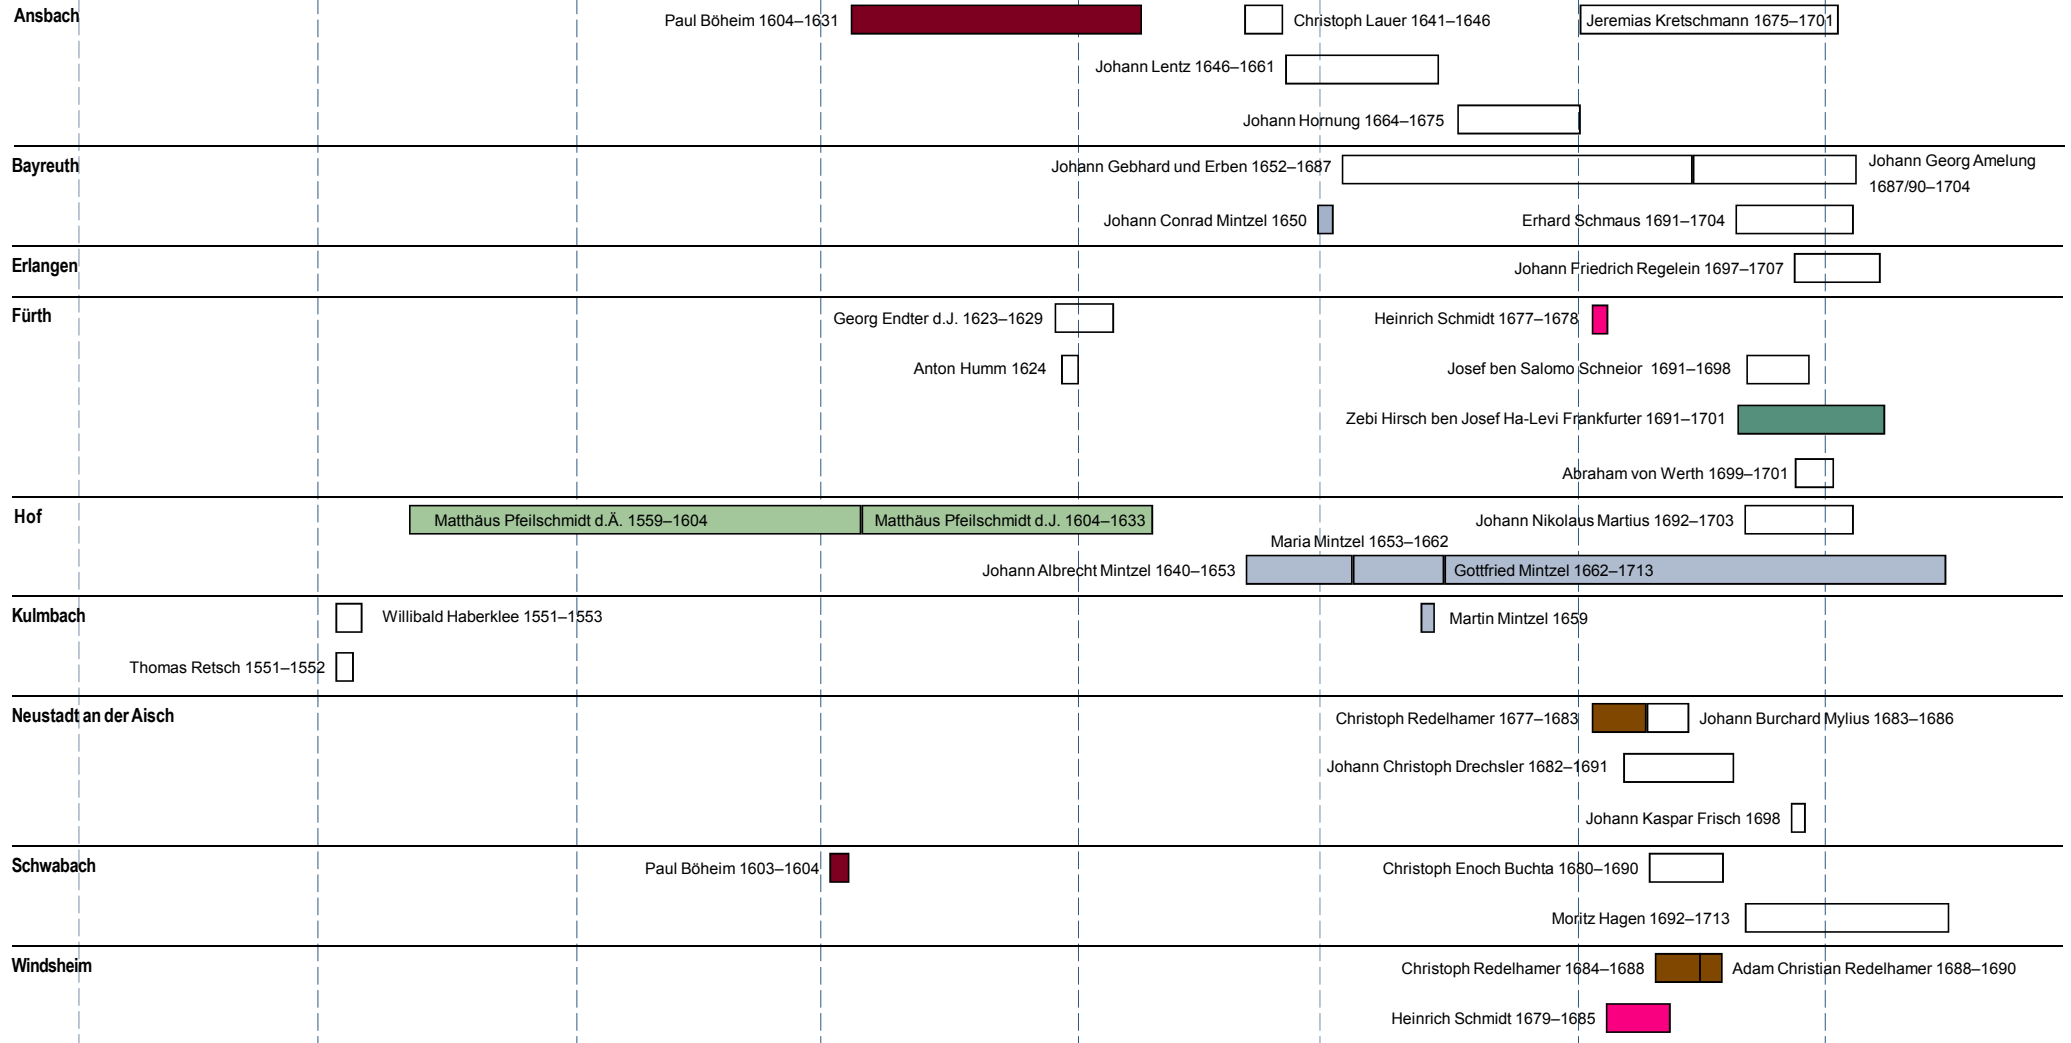 Ansbach
Paul Böheim 1604–1631
Christoph Lauer 1641–1646
Jeremias Kretschmann 1675–1701
Johann Lentz 1646–1661
Johann Hornung 1664–1675
Bayreuth
Johann Gebhard und Erben 1652–1687
Johann Georg Amelung
1687/90–1704
Johann Conrad Mintzel 1650
Erhard Schmaus 1691–1704
Erlangen
Johann Friedrich Regelein 1697–1707
Fürth
Georg Endter d.J. 1623–1629
Heinrich Schmidt 1677–1678
Anton Humm 1624
Josef ben Salomo Schneior 1691–1698
Zebi Hirsch ben Josef Ha-Levi Frankfurter 1691–1701
Abraham von Werth 1699–1701
Hof
Matthäus Pfeilschmidt d.Ä. 1559–1604
Matthäus Pfeilschmidt d.J. 1604–1633
Johann Nikolaus Martius 1692–1703
Maria Mintzel 1653–1662
Johann Albrecht Mintzel 1640–1653
Gottfried Mintzel 1662–1713
Kulmbach
Willibald Haberklee 1551–1553
Martin Mintzel 1659
Thomas Retsch 1551–1552
Neustadt an der Aisch
Christoph Redelhamer 1677–1683
Johann Burchard Mylius 1683–1686
Johann Christoph Drechsler 1682–1691
Johann Kaspar Frisch 1698
Schwabach
Paul Böheim 1603–1604
Christoph Enoch Buchta 1680–1690
Moritz Hagen 1692–1713
Windsheim
Christoph Redelhamer 1684–1688
Adam Christian Redelhamer 1688–1690
Heinrich Schmidt 1679–1685